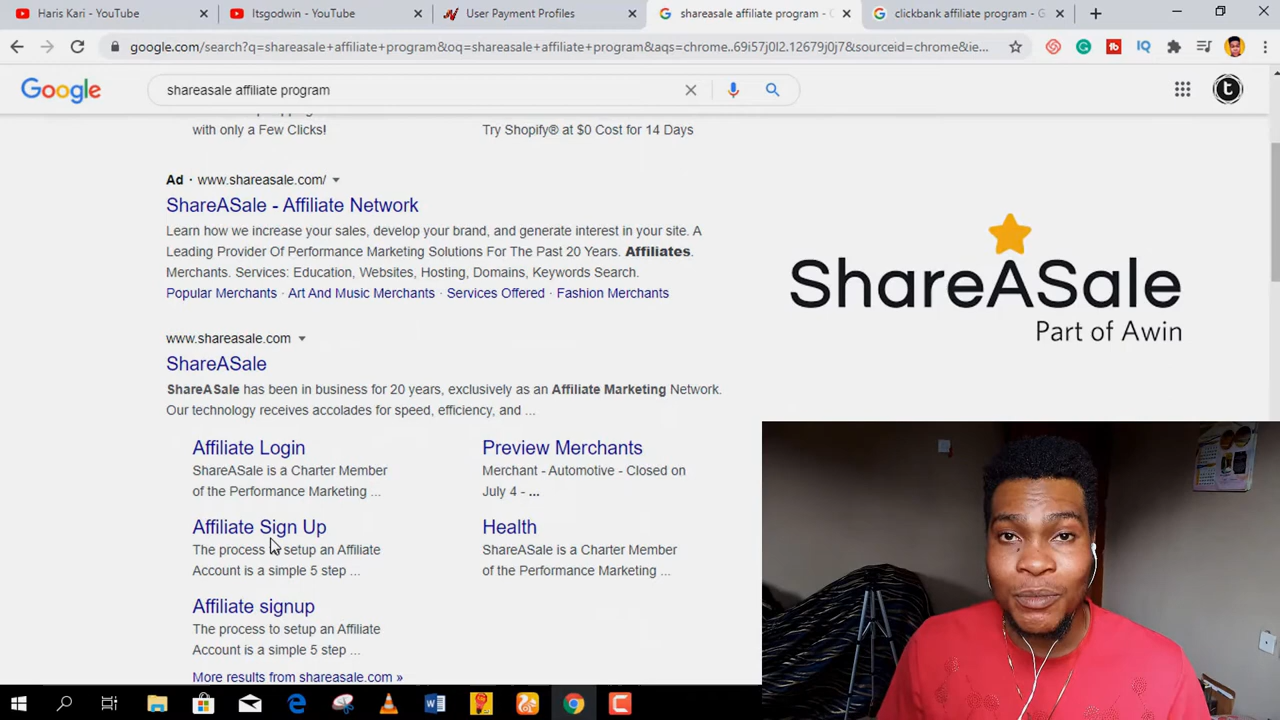 Haris Kari - YouTube
Itsgodwin - YouTube
User Payment Profiles
shareasale affiliate program - G
clickbank affiliate program - G
google.com/search?q=shareasale+affiliate+program&oq=shareasale+affiliate+program&aqs=chrome..69i57j0l2.12679j0j7&sourceid=chrome&ie...
Google
shareasale affiliate program
with only a Few Clicks!
Try Shopify® at $0 Cost for 14 Days
Ad · www.shareasale.com/
ShareASale - Affiliate Network
Learn how we increase your sales, develop your brand, and generate interest in your site. A
Leading Provider Of Performance Marketing Solutions For The Past 20 Years. Affiliates.
Merchants. Services: Education, Websites, Hosting, Domains, Keywords Search.
Popular Merchants · Art And Music Merchants · Services Offered · Fashion Merchants
ShareASale
Part of Awin
www.shareasale.com
ShareASale
ShareASale has been in business for 20 years, exclusively as an Affiliate Marketing Network.
Our technology receives accolades for speed, efficiency, and ...
Affiliate Login
ShareASale is a Charter Member
of the Performance Marketing ...
Preview Merchants
Merchant - Automotive - Closed on
July 4 - ...
Affiliate Sign Up
The process to setup an Affiliate
Account is a simple 5 step ...
Health
ShareASale is a Charter Member
of the Performance Marketing ...
Affiliate signup
The process to setup an Affiliate
Account is a simple 5 step ...
More results from shareasale.com »